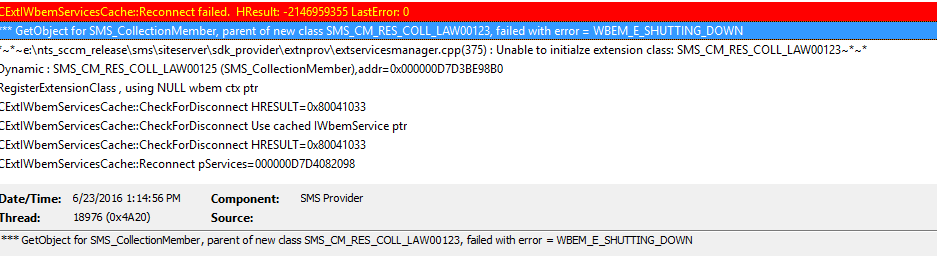 CExtIWbemServicesCache::Reconnect failed.  HResult: -2146959355 LastError: 0
*** GetObject for SMS_CollectionMember, parent of new class SMS_CM_RES_COLL_LAW00123, failed with error = WBEM_E_SHUTTING_DOWN
*~*~e:\nts_sccm_release\sms\siteserver\sdk_provider\extnprov\extservicesmanager.cpp(375) : Unable to initialze extension class: SMS_CM_RES_COLL_LAW00123~*~*
Dynamic : SMS_CM_RES_COLL_LAW00125 (SMS_CollectionMember),addr=0x000000D7D3BE98B0
RegisterExtensionClass , using NULL wbem ctx ptr
CExtIWbemServicesCache::CheckForDisconnect HRESULT=0x80041033
CExtIWbemServicesCache::CheckForDisconnect Use cached IWbemService ptr
CExtIWbemServicesCache::CheckForDisconnect HRESULT=0x80041033
CExtIWbemServicesCache::Reconnect pServices=000000D7D4082098
Date/Time: 6/23/2016 1:14:56 PM Component: SMS Provider
Thread: 18976 (0x4A20) Source:
*** GetObject for SMS_CollectionMember, parent of new class SMS_CM_RES_COLL_LAW00123, failed with error = WBEM_E_SHUTTING_DOWN